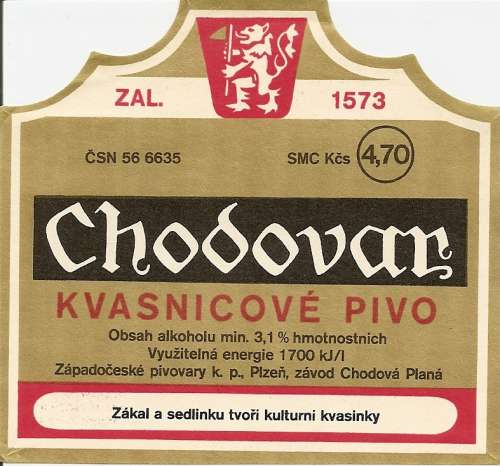 ZAL. 1573
ČSN 56 6635 SMC Kčs 4,70
Chodovar
KVASNICOVÉ PIVO
Obsah alkoholu min. 3,1% hmotnostních
Využitelná energie 1700 kJ/l
Západočeské pivovary k. p., Plzeň, závod Chodová Planá
Zákal a sedlinku tvoří kulturní kvasinky